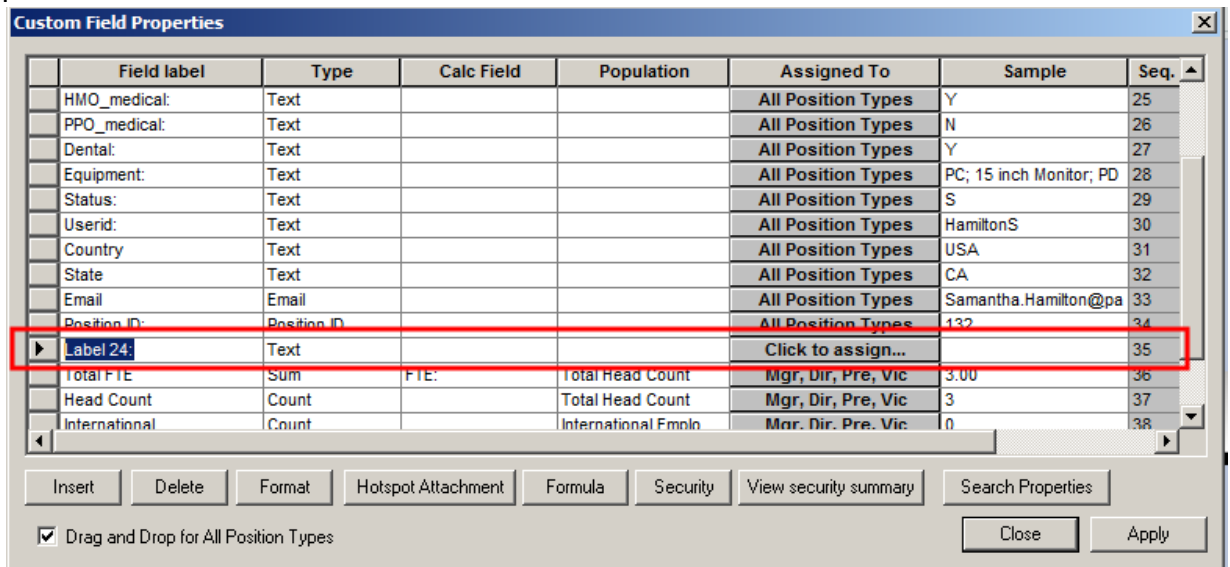 Custom Field Properties
Field label Type Calc Field Population Assigned To Sample Seq.
HMO_medical: Text All Position Types Y 25
PPO_medical: Text All Position Types N 26
Dental: Text All Position Types Y 27
Equipment: Text All Position Types PC; 15 inch Monitor; PD 28
Status: Text All Position Types S 29
Userid: Text All Position Types HamiltonS 30
Country Text All Position Types USA 31
State Text All Position Types CA 32
Email Email All Position Types Samantha.Hamilton@pa 33
Position ID: Position ID All Position Types 132 34
Label 24: Text Click to assign... 35
Total FTE Sum FTE: Total Head Count Mgr, Dir, Pre, Vic 3.00 36
Head Count Count Total Head Count Mgr, Dir, Pre, Vic 3 37
International Count International Emplo Mgr, Dir, Pre, Vic 0 38
Insert Delete Format Hotspot Attachment Formula Security View security summary Search Properties
Drag and Drop for All Position Types Close Apply